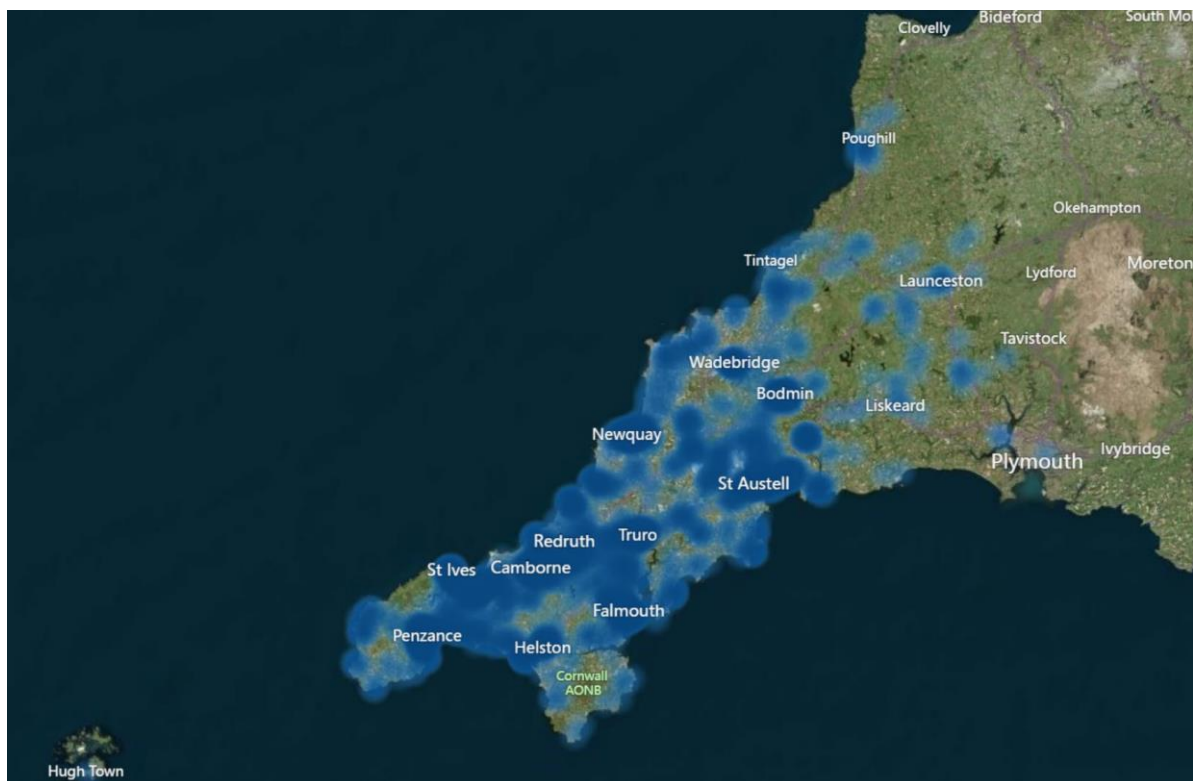 Bideford
South Mo
Clovelly
Poughill
Okehampton
Tintagel
Moreton
Lydford
Launceston
Tavistock
Wadebridge
Bodmin
Liskeard
Newquay
Ivybridge
Plymouth
St Austell
Truro
Redruth
St Ives
Camborne
Falmouth
Penzance
Helston
Cornwall
AONB
Hugh Town